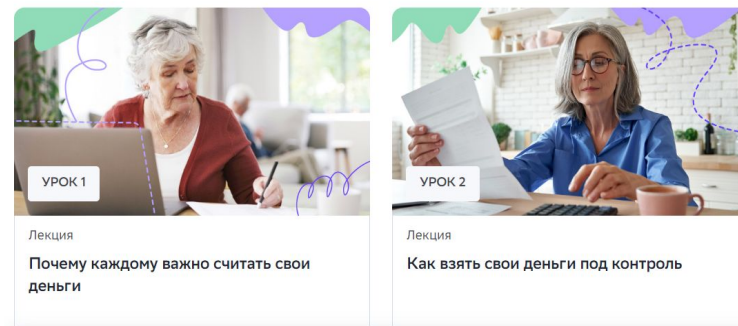 УРОК 1
Лекция
Почему каждому важно считать свои
деньги
УРОК 2
Лекция
Как взять свои деньги под контроль